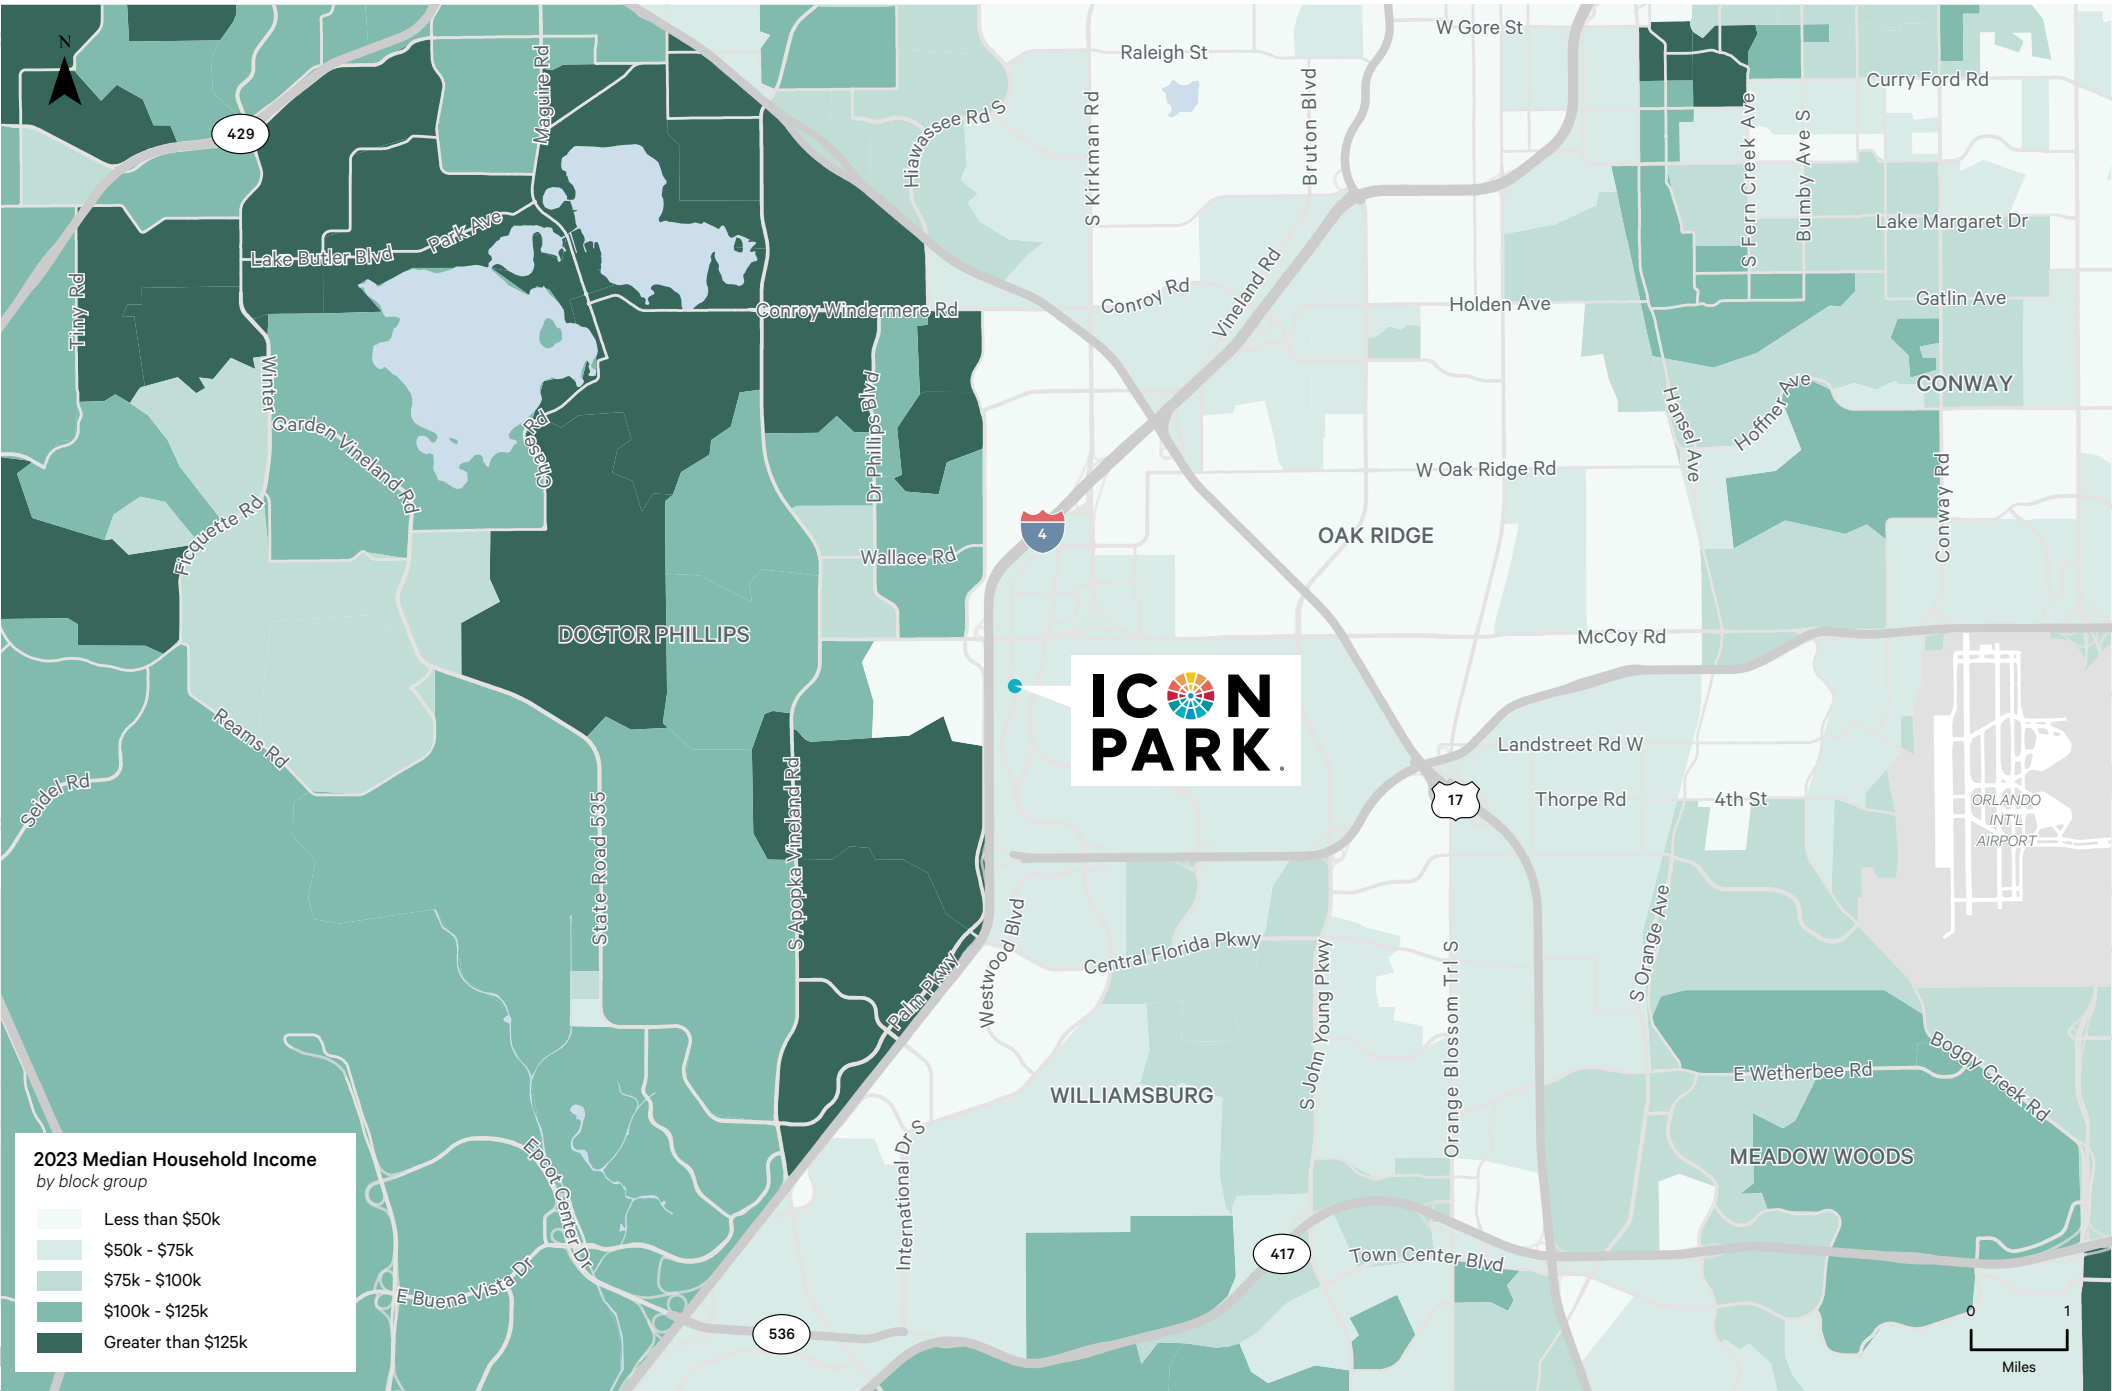 N
W Gore St
Raleigh St
Curry Ford Rd
429
Maguire Rd
Hiawassee Rd S
S Kirkman Rd
Bruton Blvd
S Fern Creek Ave
Bumby Ave S
Park Ave
Lake Butler Blvd
Lake Margaret Dr
Tiny Rd
Conroy Windermere Rd
Conroy Rd
Vineland Rd
Holden Ave
Gatlin Ave
Winter
Garden Vineland Rd
Chase Rd
Dr Phillips Blvd
Hansel Ave
Hoffner Ave
CONWAY
W Oak Ridge Rd
Conway Rd
Ficquette Rd
4
OAK RIDGE
Wallace Rd
DOCTOR PHILLIPS
McCoy Rd
ICON
PARK
Reams Rd
Landstreet Rd W
Seidel Rd
17
Thorpe Rd
4th St
ORLANDO
INT'L
AIRPORT
State Road 535
S Apopka Vineland Rd
Palm Pkwy
Westwood Blvd
Central Florida Pkwy
S John Young Pkwy
Orange Blossom Trl S
S Orange Ave
Boggy Creek Rd
E Wetherbee Rd
WILLIAMSBURG
MEADOW WOODS
International Dr S
Epcot Center Dr
E Buena Vista Dr
417
Town Center Blvd
536
2023 Median Household Income
by block group
Less than $50k
$50k - $75k
$75k - $100k
$100k - $125k
Greater than $125k
0 1
Miles